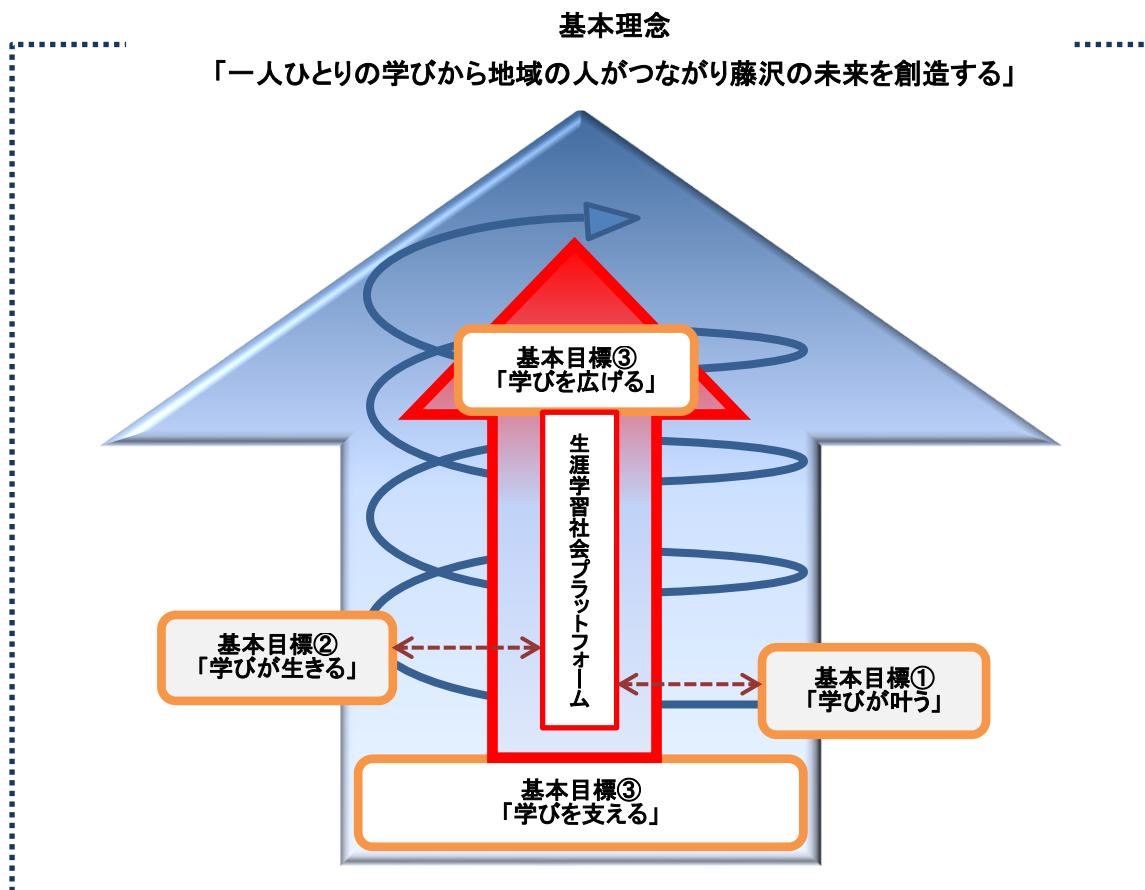 基本理念
「一人ひとりの学びから地域の人がつながり藤沢の未来を創造する」
基本目標③
「学びを広げる」
生涯学習社会プラットフォーム
基本目標②
「学びが生きる」
基本目標①
「学びが叶う」
基本目標③
「学びを支える」